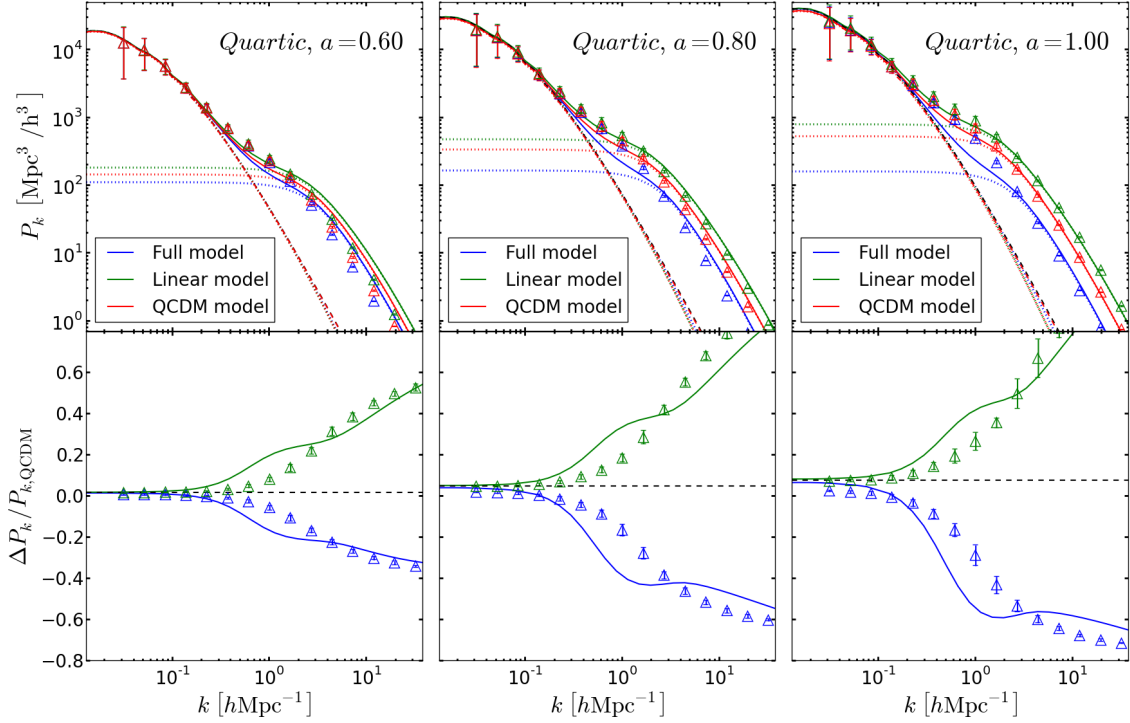 Quartic, a=0.60
Quartic, a=0.80
Quartic, a=1.00
P_k [Mpc^3 /h^3]
10^4
10^3
10^2
10^1
10^0
Full model
Linear model
QCDM model
Full model
Linear model
QCDM model
Full model
Linear model
QCDM model
ΔP_k/P_{k,QCDM}
0.6
0.4
0.2
0.0
−0.2
−0.4
−0.6
−0.8
10^{-1} 10^0 10^1
10^{-1} 10^0 10^1
10^{-1} 10^0 10^1
k [hMpc^{-1}]
k [hMpc^{-1}]
k [hMpc^{-1}]